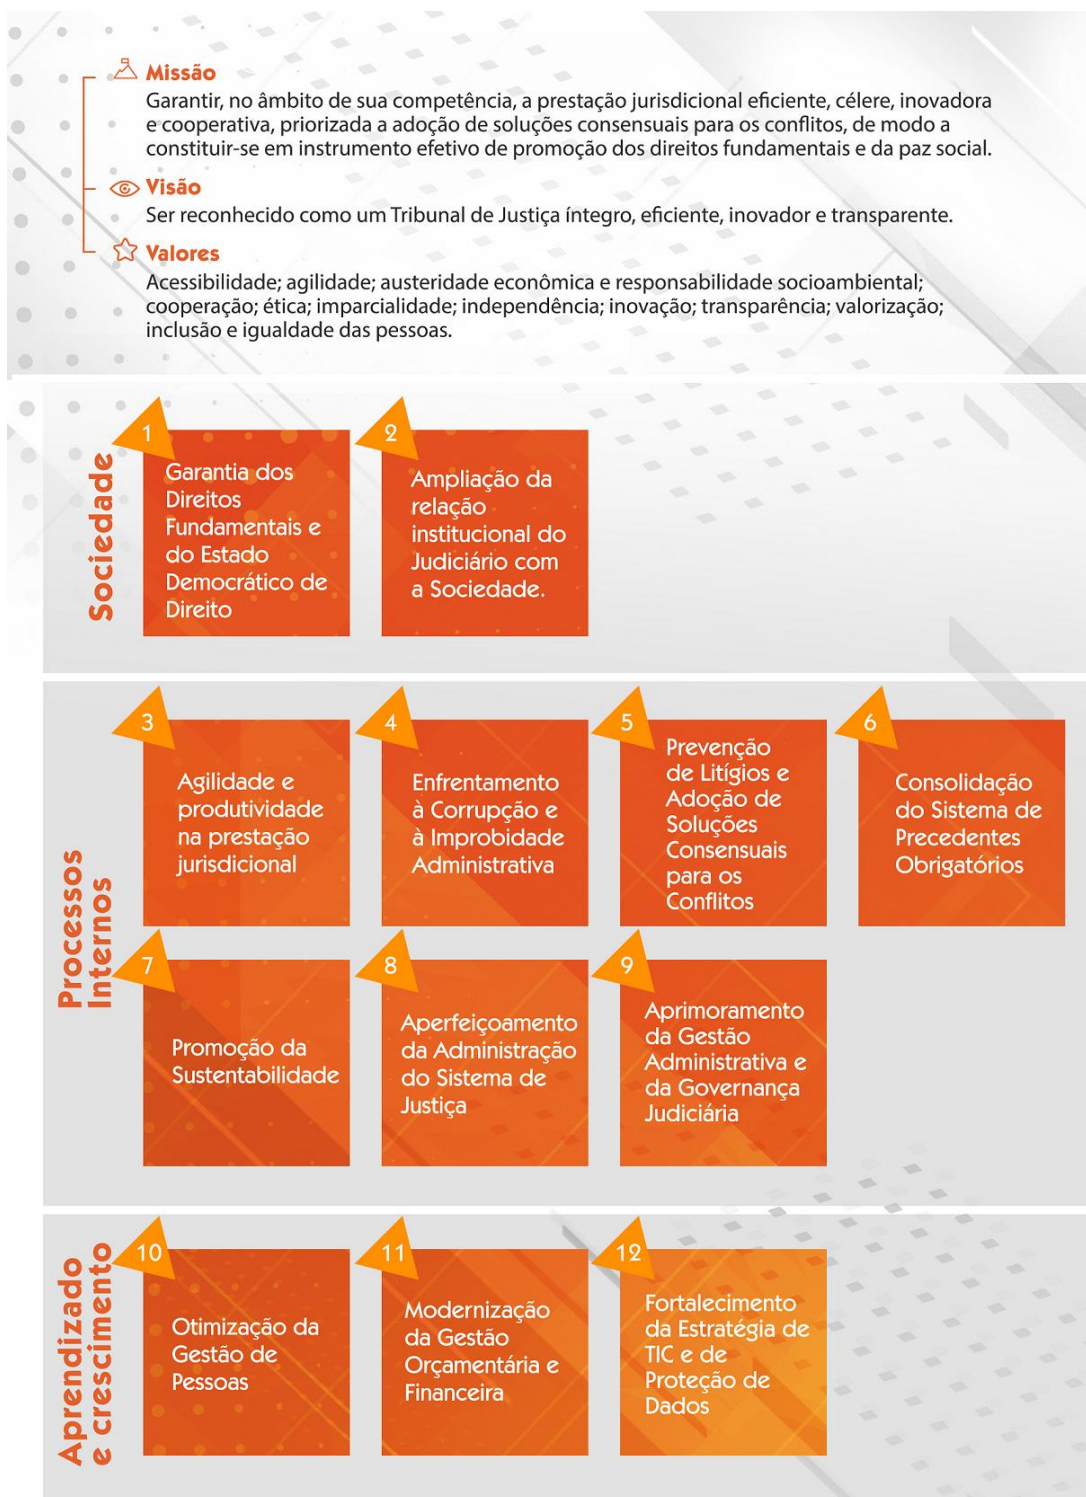 Missão
Garantir, no âmbito de sua competência, a prestação jurisdicional eficiente, célere, inovadora
e cooperativa, priorizada a adoção de soluções consensuais para os conflitos, de modo a
constituir-se em instrumento efetivo de promoção dos direitos fundamentais e da paz social.
Visão
Ser reconhecido como um Tribunal de Justiça íntegro, eficiente, inovador e transparente.
Valores
Acessibilidade; agilidade; austeridade econômica e responsabilidade socioambiental;
cooperação; ética; imparcialidade; independência; inovação; transparência; valorização;
inclusão e igualdade das pessoas.
Sociedade
1
Garantia dos
Direitos
Fundamentais e
do Estado
Democrático de
Direito
2
Ampliação da
relação
institucional do
Judiciário com
a Sociedade.
Processos
Internos
3
Agilidade e
produtividade
na prestação
jurisdicional
4
Enfrentamento
à Corrupção e
à Improbidade
Administrativa
5
Prevenção
de Litígios e
Adoção de
Soluções
Consensuais
para os
Conflitos
6
Consolidação
do Sistema de
Precedentes
Obrigatórios
7
Promoção da
Sustentabilidade
8
Aperfeiçoamento
da Administração
do Sistema de
Justiça
9
Aprimoramento
da Gestão
Administrativa e
da Governança
Judiciária
Aprendizado
e crescimento
10
Otimização da
Gestão de
Pessoas
11
Modernização
da Gestão
Orçamentária e
Financeira
12
Fortalecimento
da Estratégia de
TIC e de
Proteção de
Dados